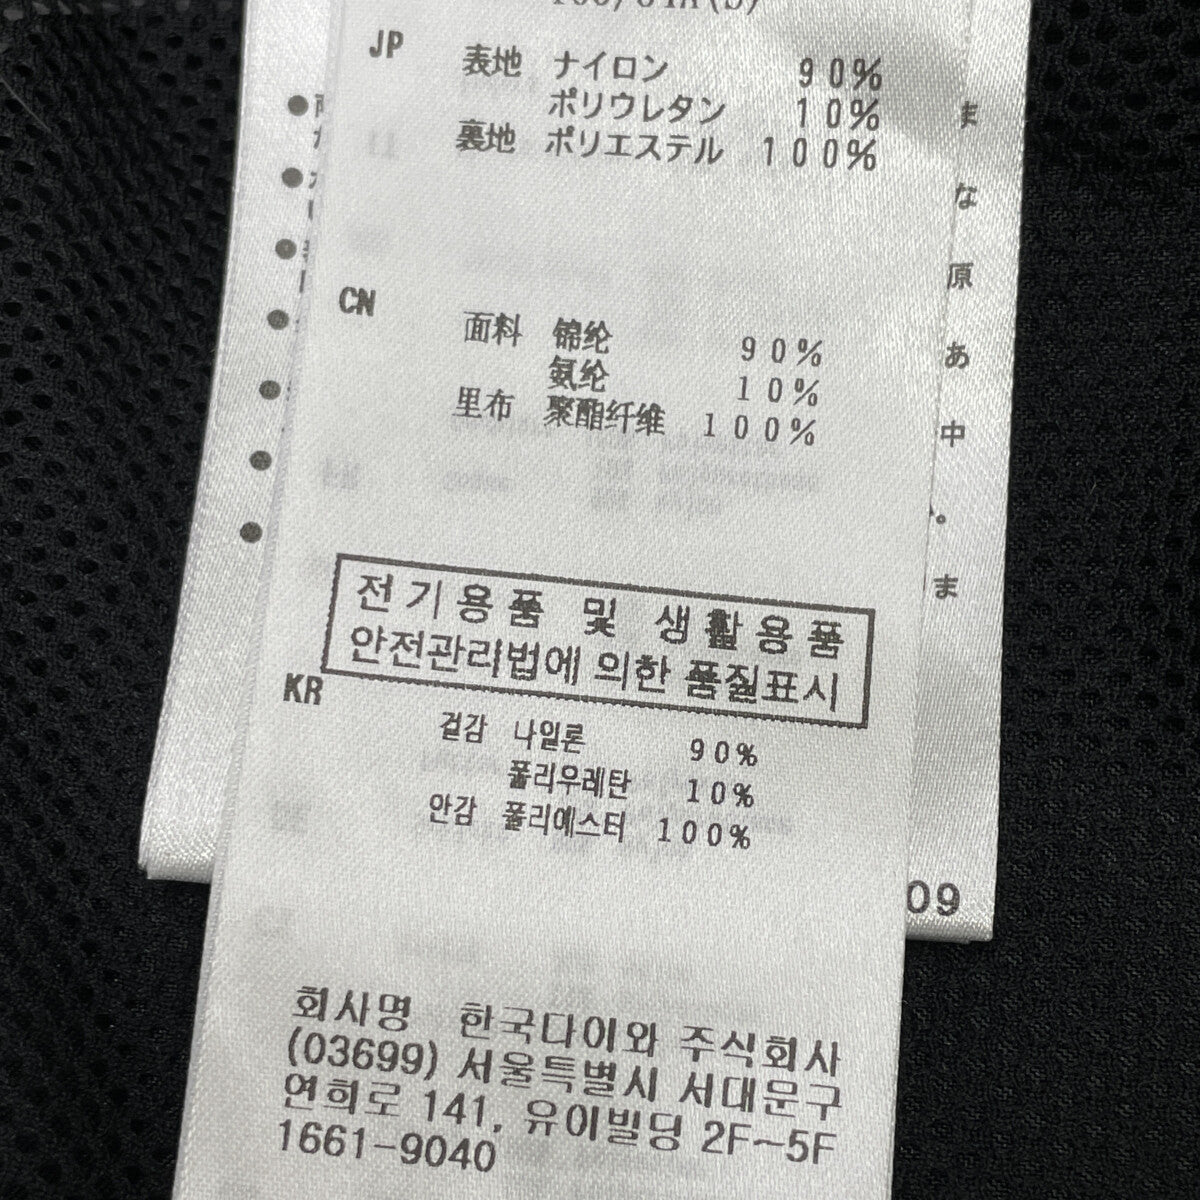 JP
表地 ナイロン 90%
ポリウレタン 10%
裏地 ポリエステル 100%
CN
面料 锦纶 90%
氨纶 10%
里布 聚酯纤维 100%
전기용품 및 생활용품
안전관리법에 의한 품질표시
KR
겉감 나일론 90%
폴리우레탄 10%
안감 폴리에스터 100%
회사명 한국다이와 주식회사
(03699) 서울특별시 서대문구
연희로 141, 유이빌딩 2F~5F
1661-9040
ま
な
原
あ
中
。
ま
09